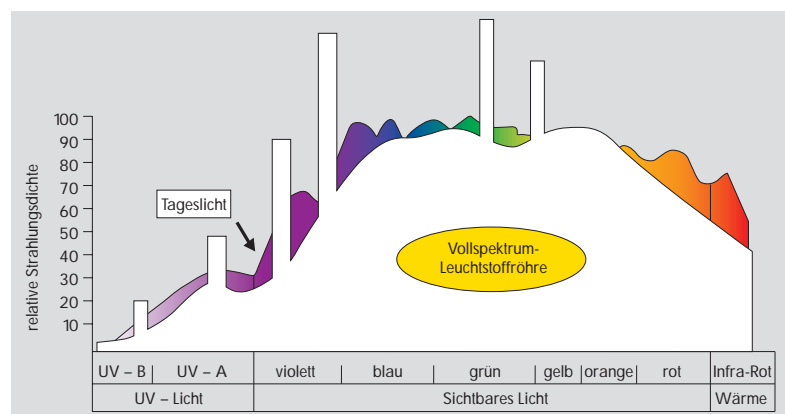 relative Strahlungsdichte
100
90
80
70
60
50
40
30
20
10
Tageslicht
Vollspektrum-
Leuchtstoffröhre
UV – B UV – A violett blau grün gelb orange rot Infra-Rot
UV – Licht Sichtbares Licht Wärme